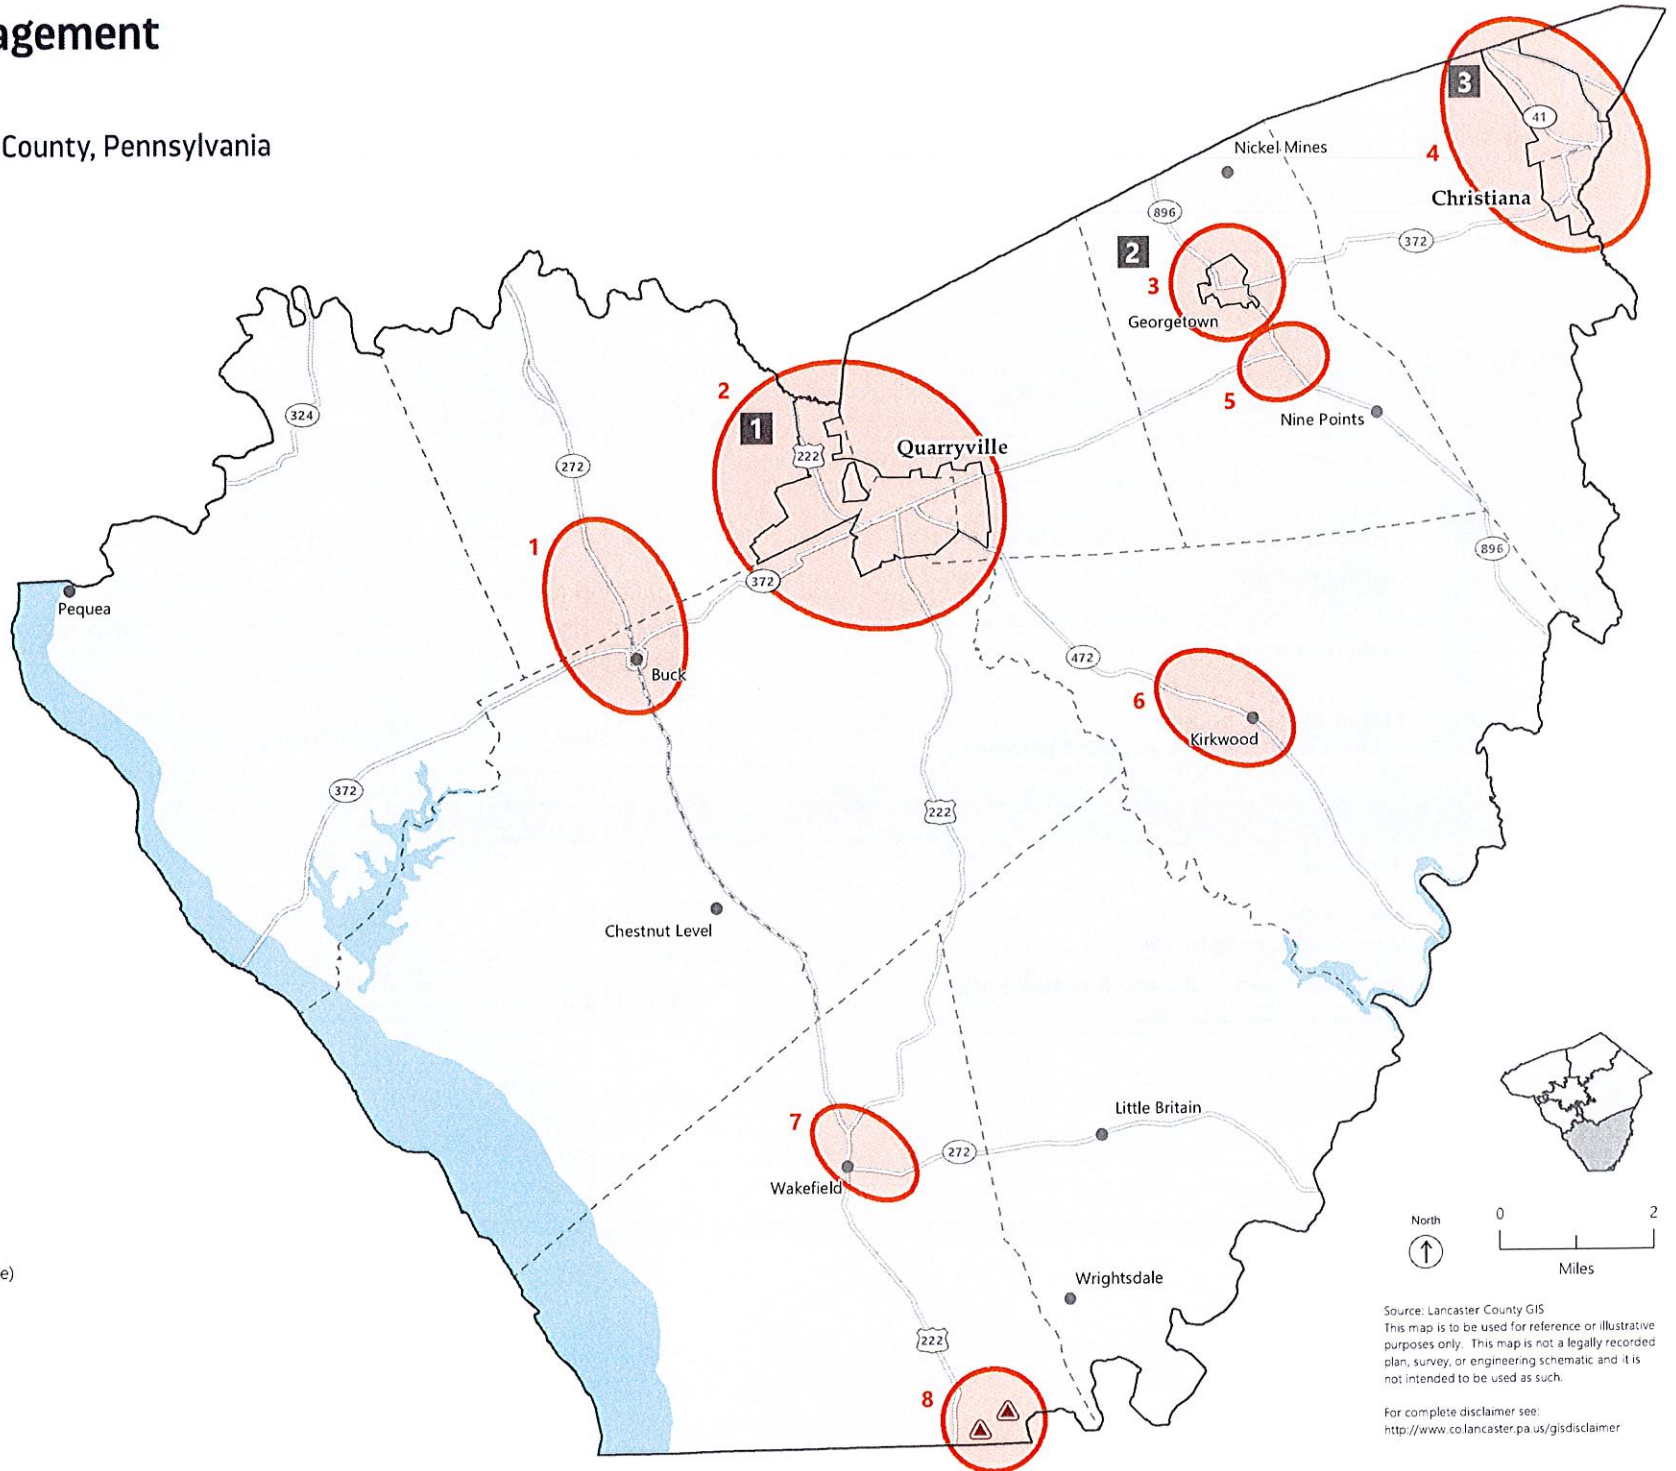 agement
County, Pennsylvania
3
41
4
Nickel Mines
Christiana
896
2
372
3
Georgetown
5
Nine Points
2
1
222
Quarryville
324
272
1
896
372
Pequea
Buck
472
6
Kirkwood
372
222
Chestnut Level
7
Little Britain
272
Wakefield
North
0 2
Miles
e)
Wrightsdale
222
8
Source: Lancaster County GIS
This map is to be used for reference or illustrative
purposes only. This map is not a legally recorded
plan, survey, or engineering schematic and it is
not intended to be used as such.
For complete disclaimer see:
http://www.co.lancaster.pa.us/gisdisclaimer